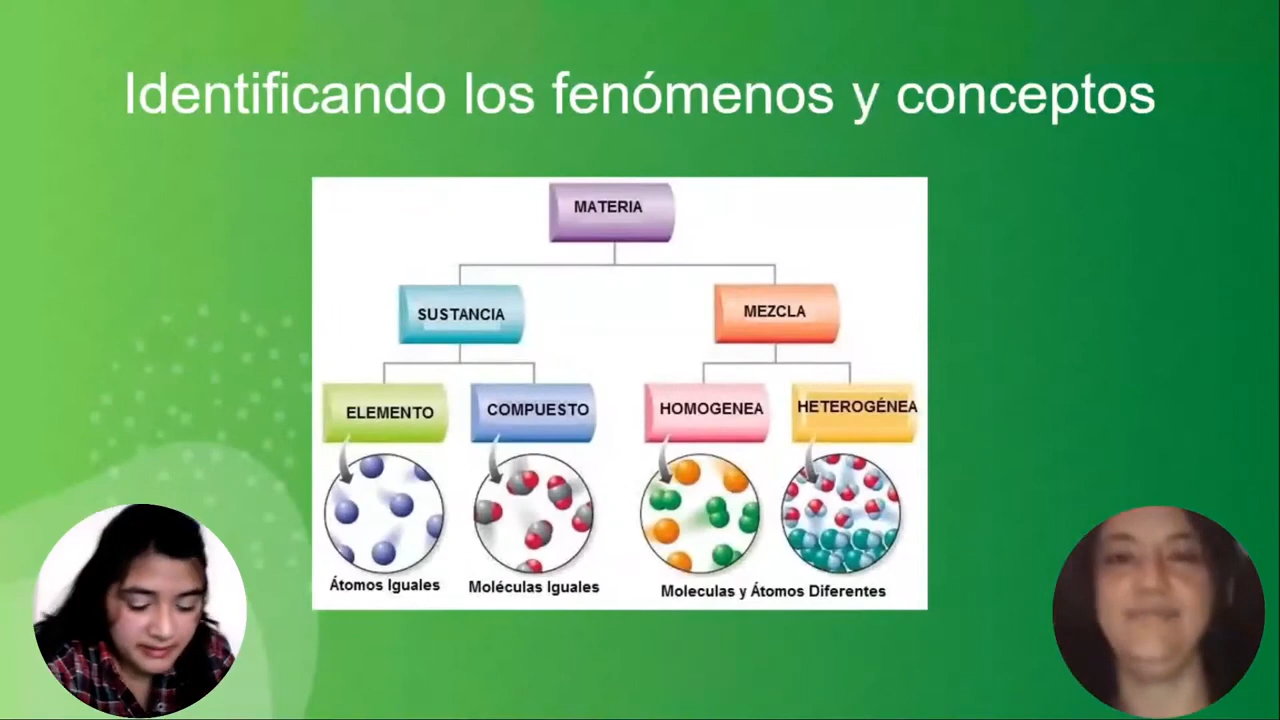 Identificando los fenómenos y conceptos
MATERIA
SUSTANCIA
MEZCLA
ELEMENTO
COMPUESTO
HOMOGENEA
HETEROGÉNEA
Átomos Iguales
Moléculas Iguales
Moleculas y Átomos Diferentes